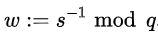 w := s⁻¹ mod q.